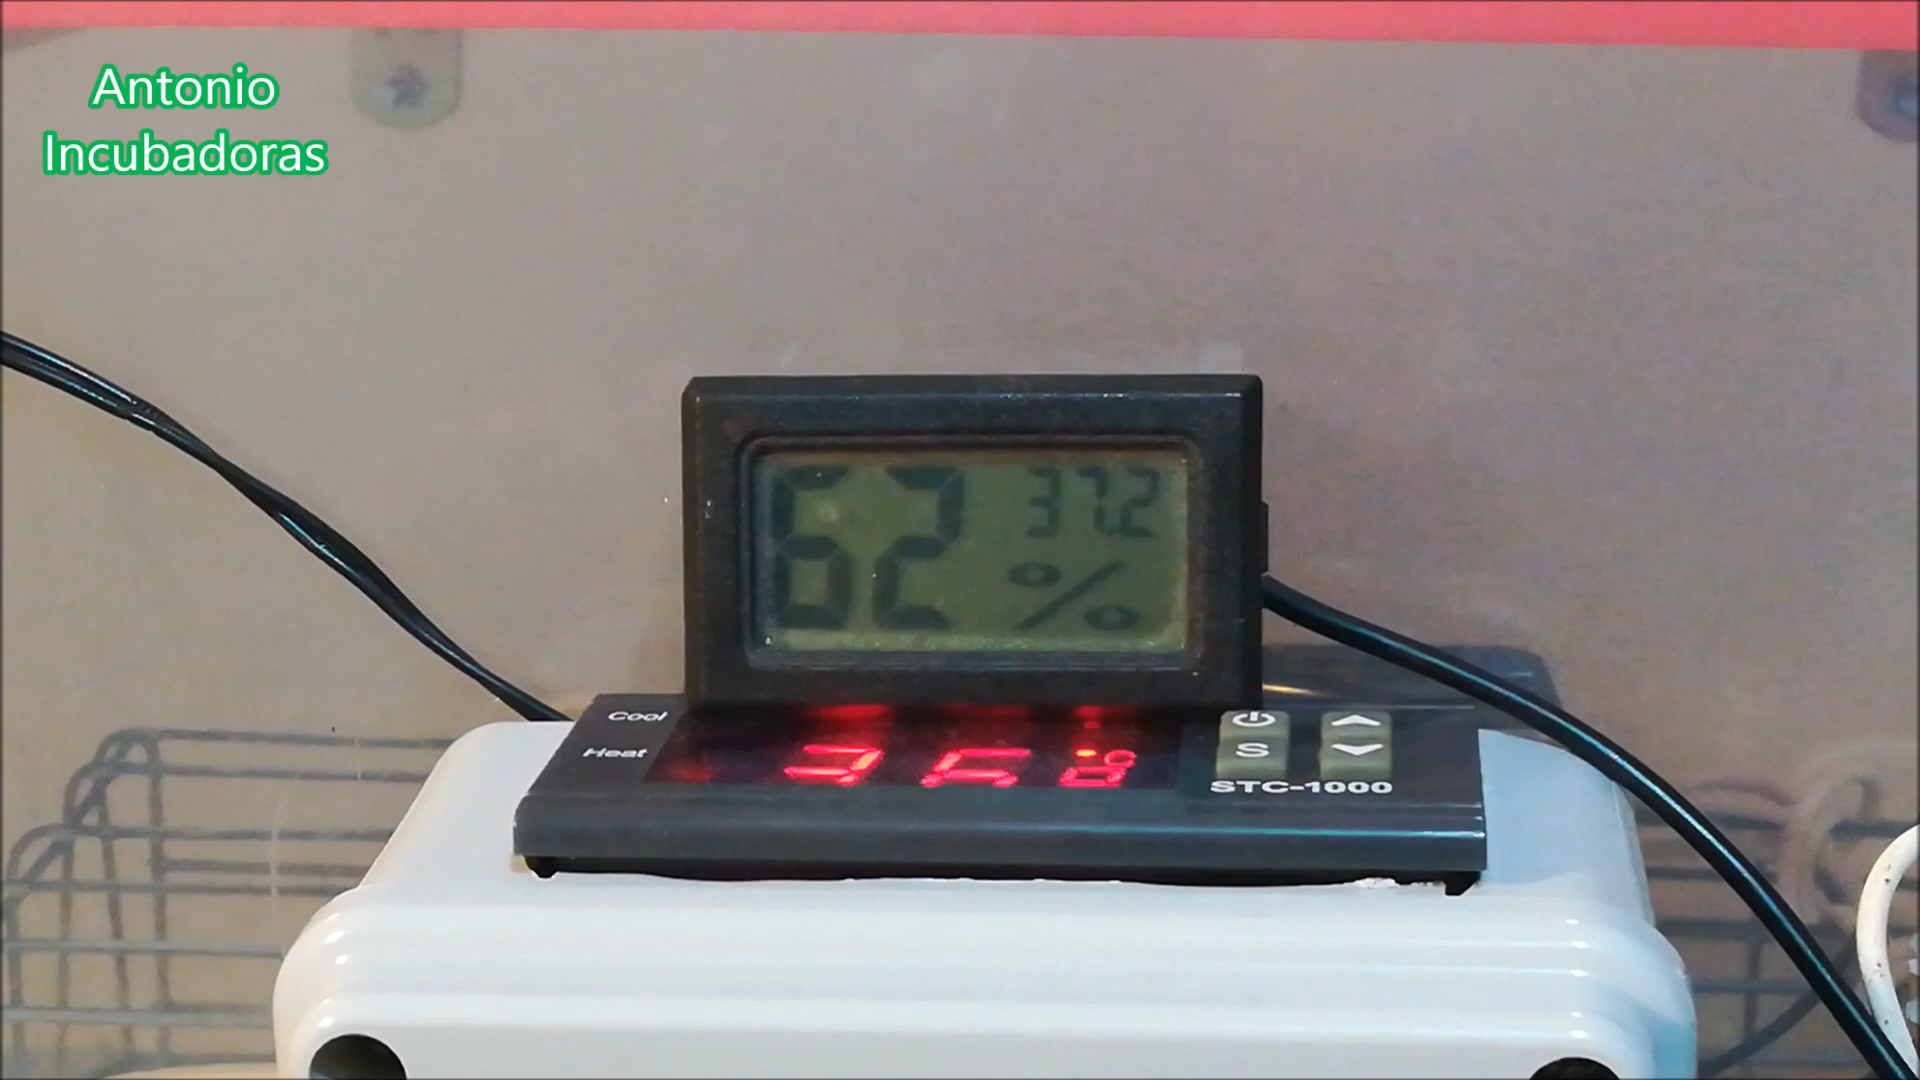 Antonio
Incubadoras
62 37.2
%
Cool
Heat
S
STC-1000